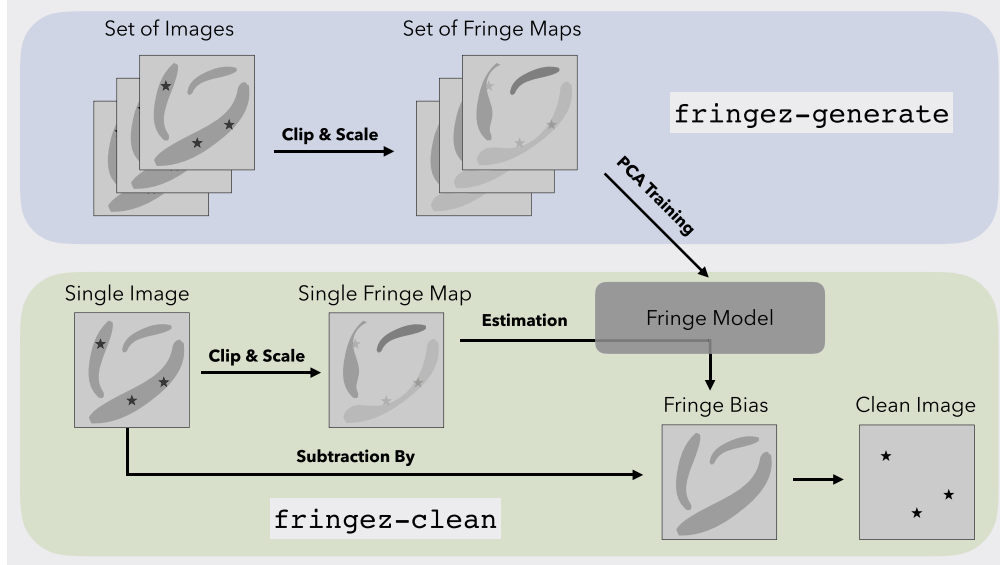 Set of Images
Set of Fringe Maps
Clip & Scale
fringez-generate
PCA Training
Single Image
Single Fringe Map
Clip & Scale
Estimation
Fringe Model
Fringe Bias
Clean Image
Subtraction By
fringez-clean